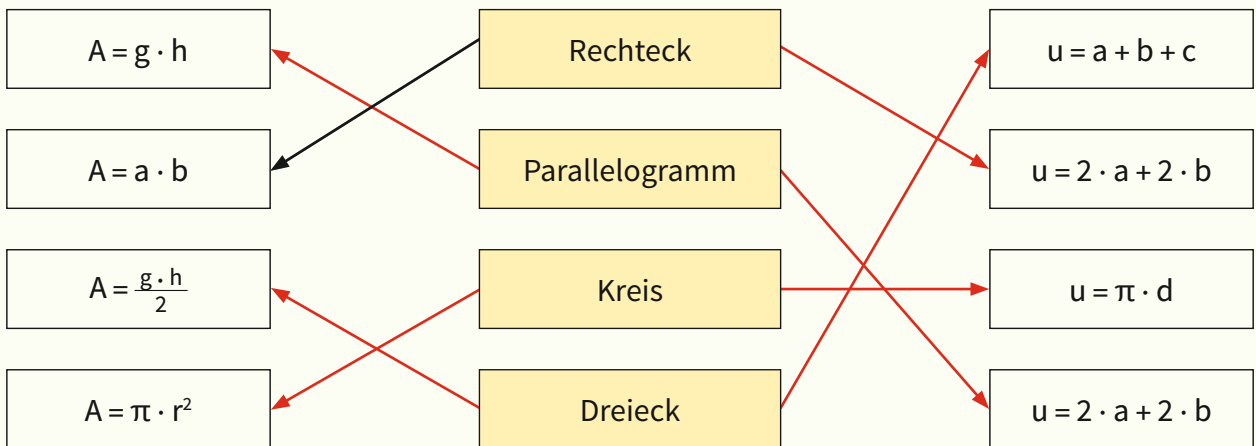 A = g · h
Rechteck
u = a + b + c
A = a · b
Parallelogramm
u = 2 · a + 2 · b
A = g · h / 2
Kreis
u = π · d
A = π · r²
Dreieck
u = 2 · a + 2 · b